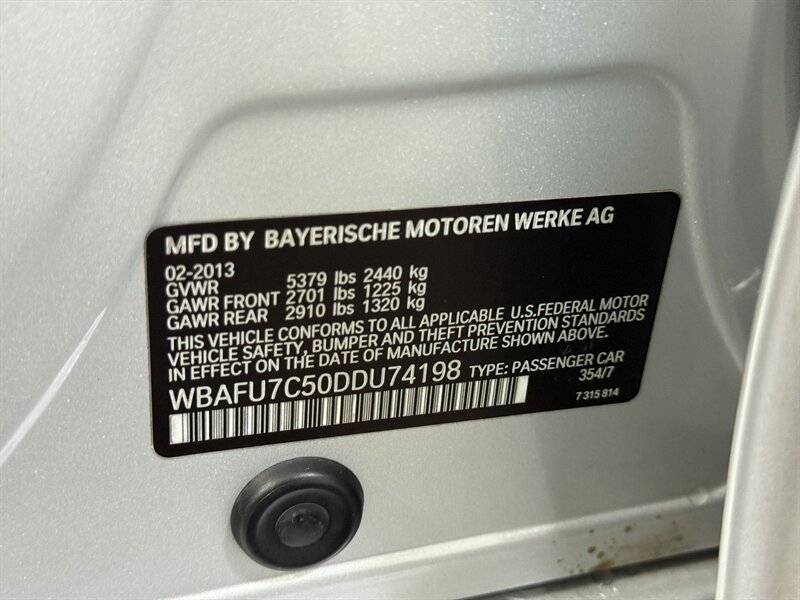 MFD BY BAYERISCHE MOTOREN WERKE AG
02-2013
GVWR 5379 lbs 2440 kg
GAWR FRONT 2701 lbs 1225 kg
GAWR REAR 2910 lbs 1320 kg
THIS VEHICLE CONFORMS TO ALL APPLICABLE U.S.FEDERAL MOTOR
VEHICLE SAFETY, BUMPER AND THEFT PREVENTION STANDARDS
IN EFFECT ON THE DATE OF MANUFACTURE SHOWN ABOVE.
WBAFU7C50DDU74198 TYPE: PASSENGER CAR
354/7
7 315 814